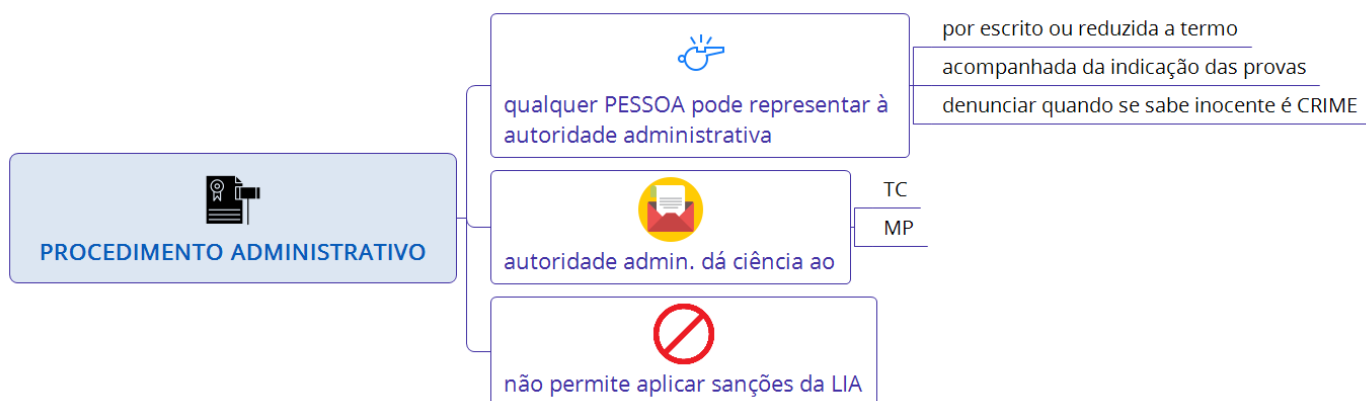 PROCEDIMENTO ADMINISTRATIVO
qualquer PESSOA pode representar à
autoridade administrativa
por escrito ou reduzida a termo
acompanhada da indicação das provas
denunciar quando se sabe inocente é CRIME
autoridade admin. dá ciência ao
TC
MP
não permite aplicar sanções da LIA